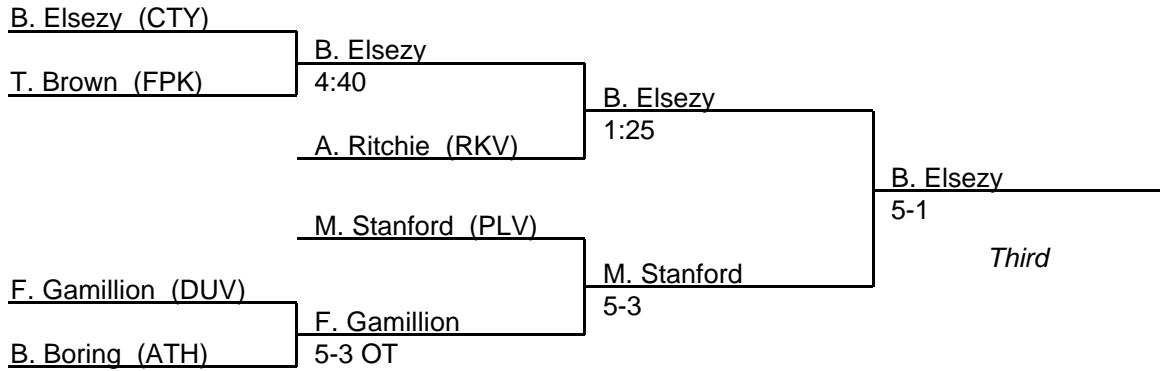 B. Elsezy (CTY)
B. Elsezy
T. Brown (FPK)
4:40
B. Elsezy
1:25
A. Ritchie (RKV)
B. Elsezy
5-1
M. Stanford (PLV)
Third
M. Stanford
F. Gamillion (DUV)
5-3
F. Gamillion
B. Boring (ATH)
5-3 OT